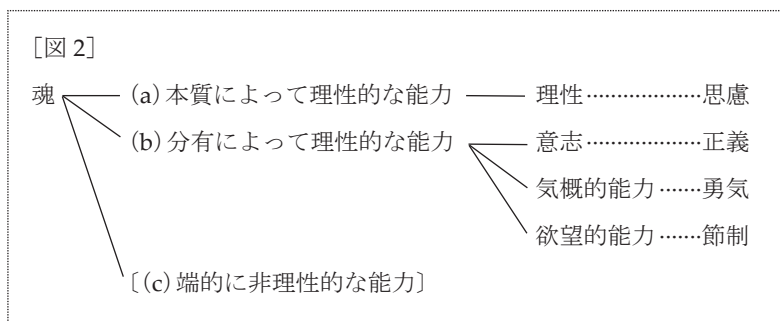 ［図 2］
魂 (a) 本質によって理性的な能力 理性………………思慮
(b) 分有によって理性的な能力 意志………………正義
気概的能力……勇気
欲望的能力……節制
〔(c) 端的に非理性的な能力〕